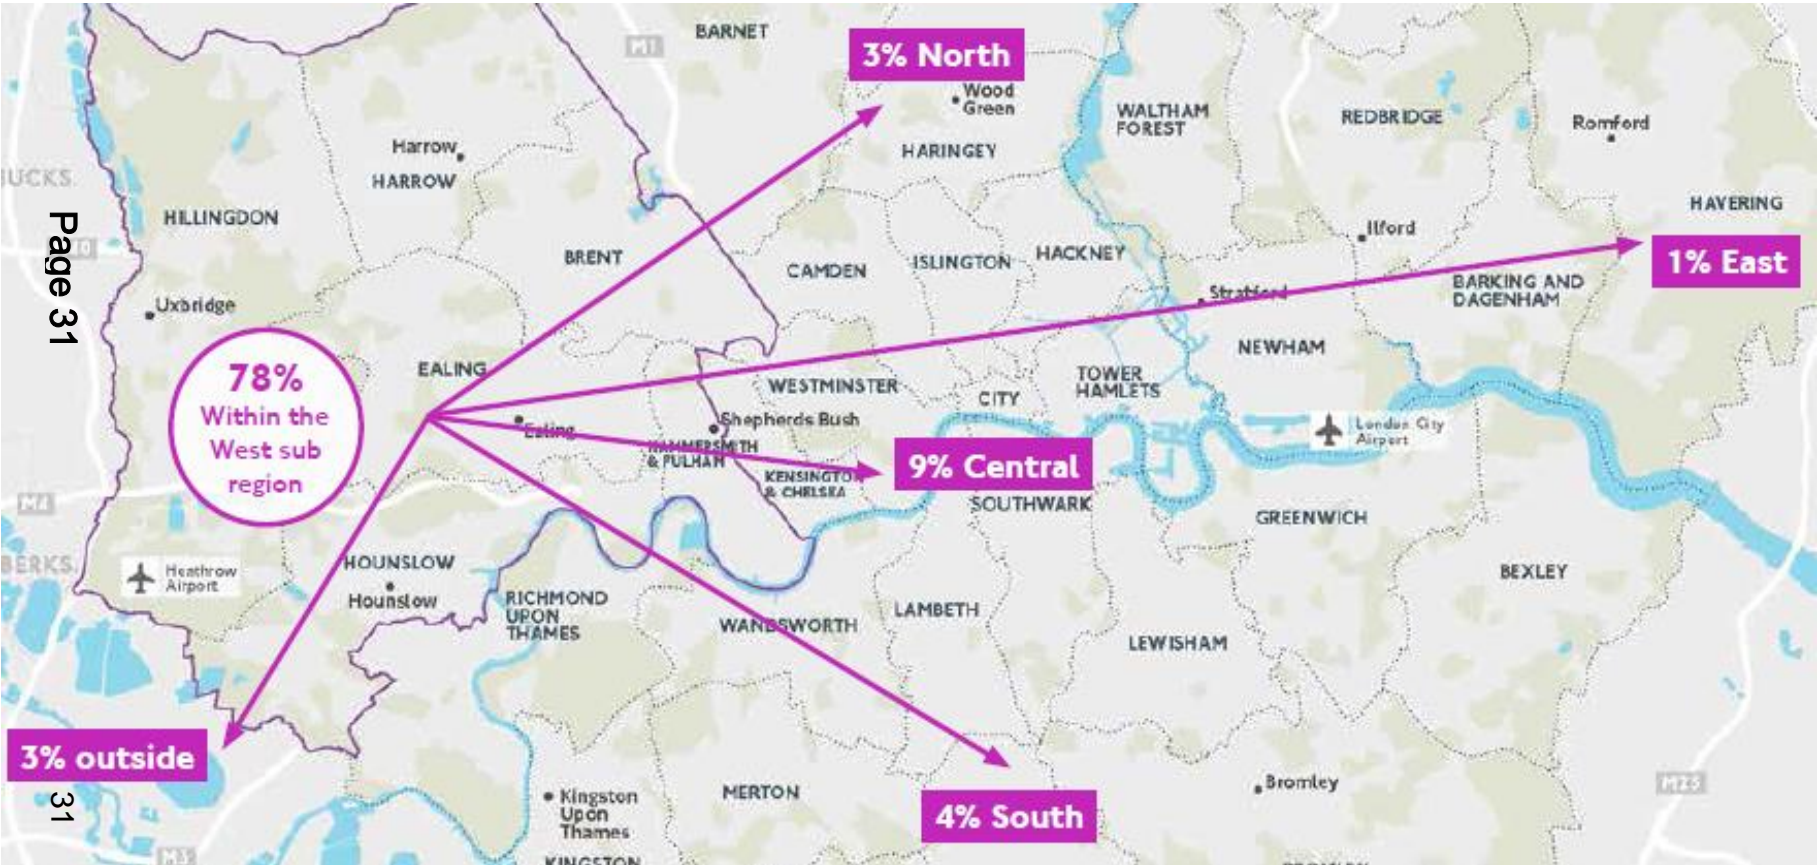 BARNET
M1
3% North
Wood
Green
WALTHAM
FOREST
REDBRIDGE
Romford
Harrow
HARROW
HARINGEY
BUCKS.
HILLINGDON
HAVERING
Page 31
BRENT
CAMDEN
ISLINGTON
HACKNEY
Ilford
1% East
Uxbridge
Stratford
BARKING AND
DAGENHAM
78%
Within the
West sub
region
EALING
WESTMINSTER
CITY
TOWER
HAMLETS
NEWHAM
Ealing
Shepherds Bush
HAMMERSMITH
& FULHAM
KENSINGTON
& CHELSEA
9% Central
London City
Airport
M4
SOUTHWARK
GREENWICH
BERKS.
Heathrow
Airport
HOUNSLOW
Hounslow
RICHMOND
UPON
THAMES
WANDSWORTH
LAMBETH
LEWISHAM
BEXLEY
3% outside
31
Kingston
Upon
Thames
MERTON
4% South
Bromley
M25
M3
KINGSTON